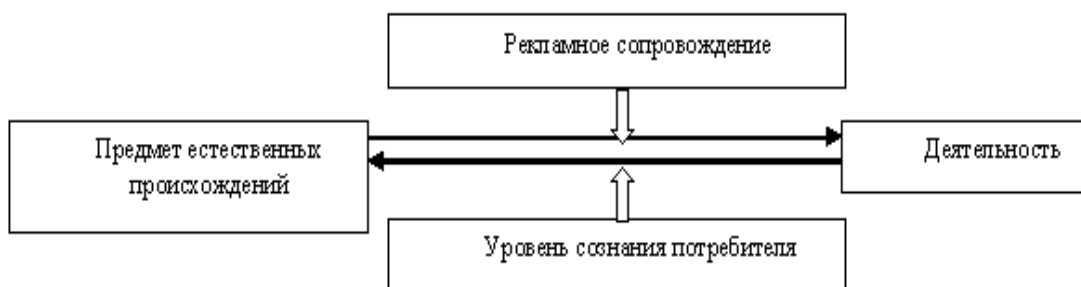 Рекламное сопровождение
Предмет естественных
происхождений
Деятельность
Уровень сознания потребителя